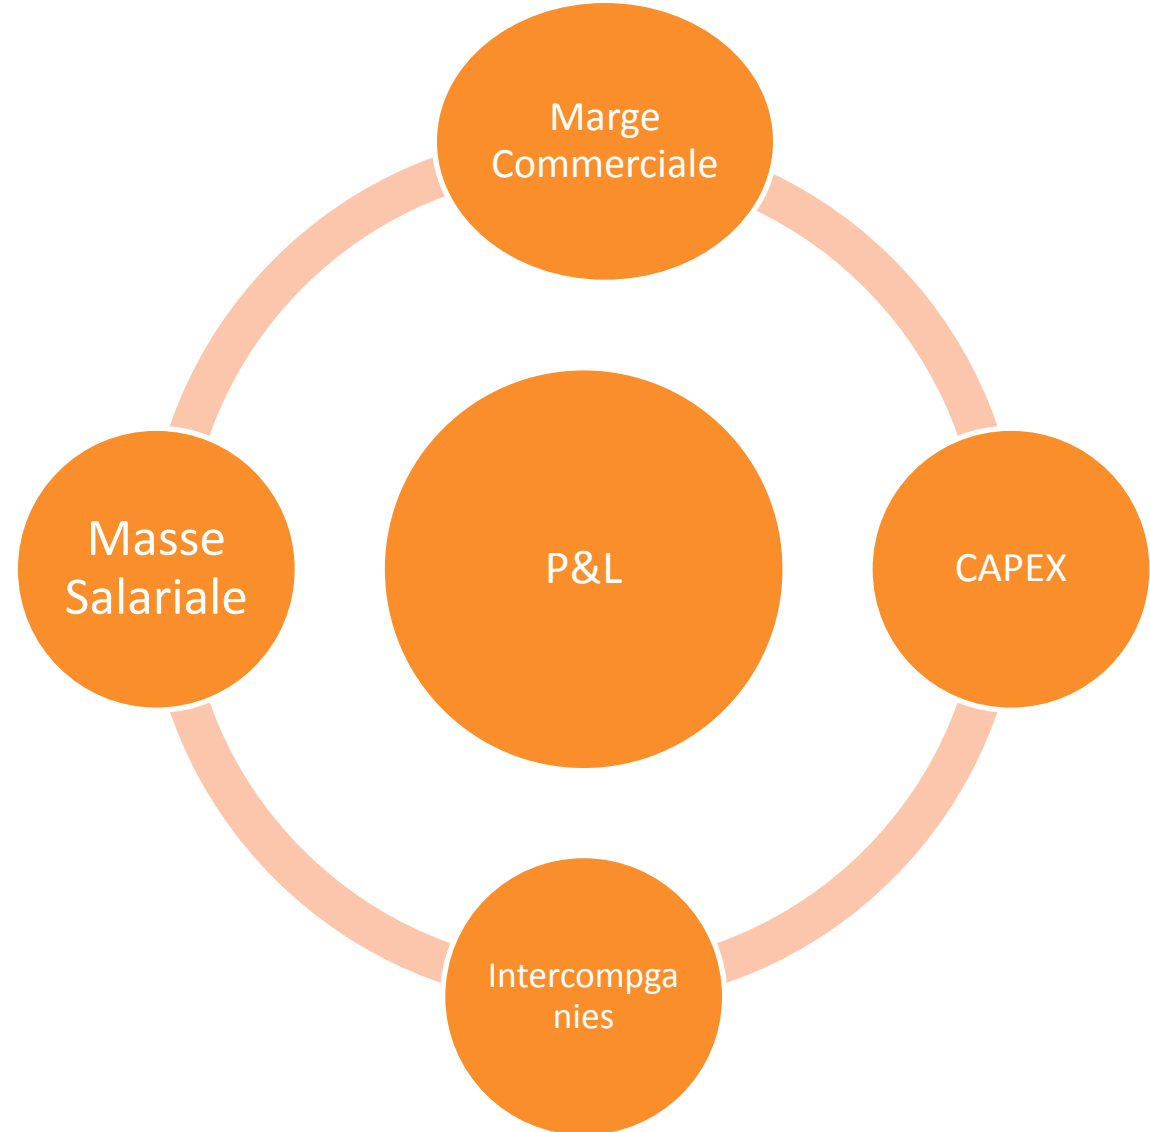 Marge
Commerciale
Masse
Salariale
P&L
CAPEX
Intercompga
nies